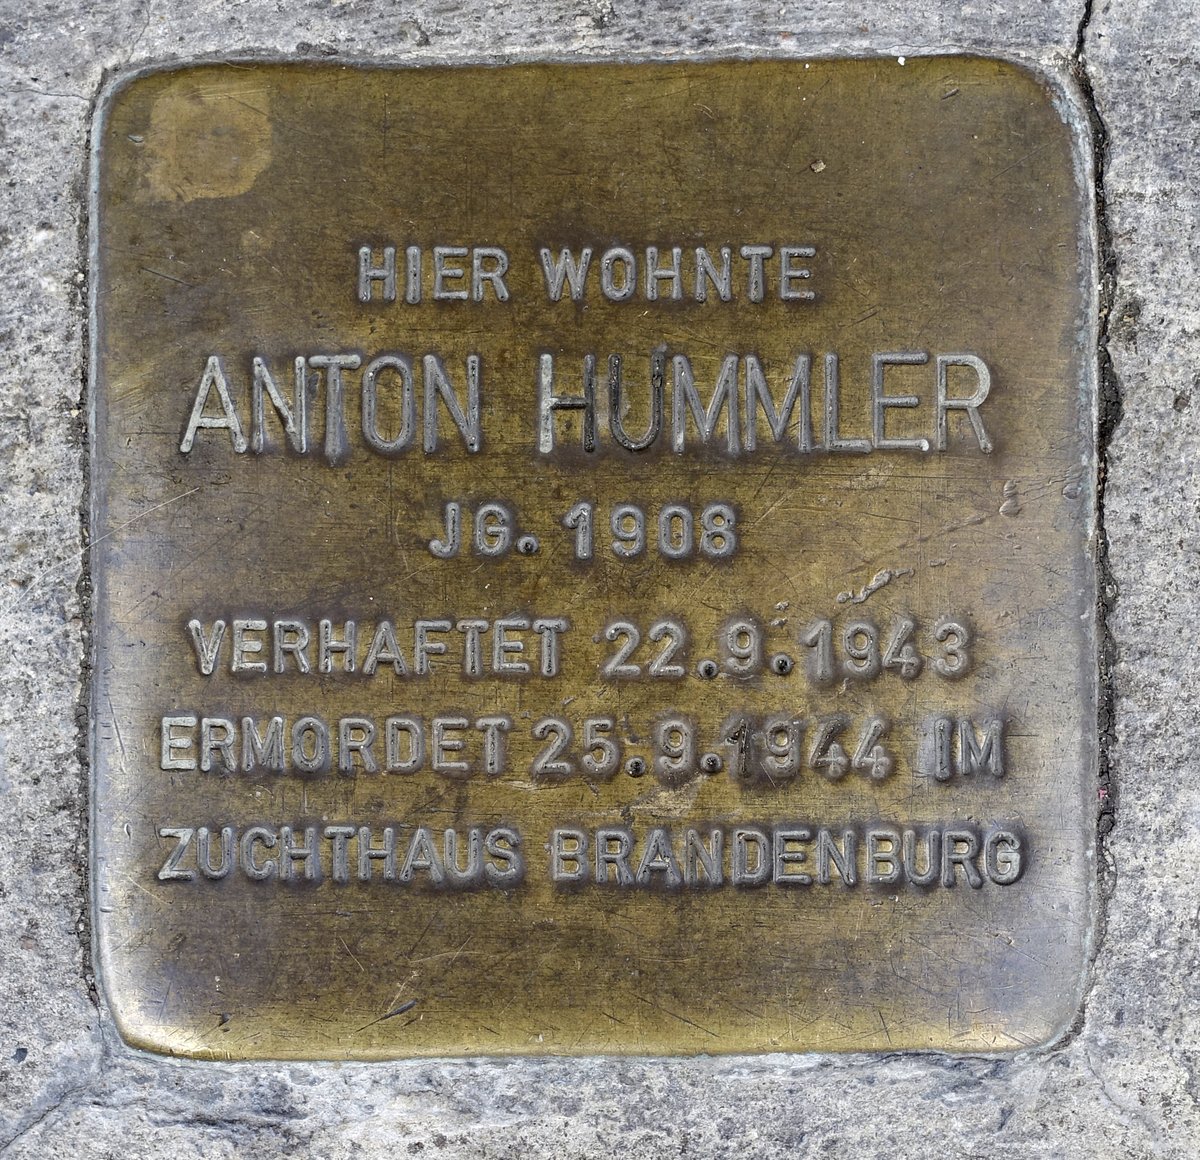 HIER WOHNTE
ANTON HUMMLER
JG. 1908
VERHAFTET 22.9.1943
ERMORDET 25.9.1944 IM
ZUCHTHAUS BRANDENBURG